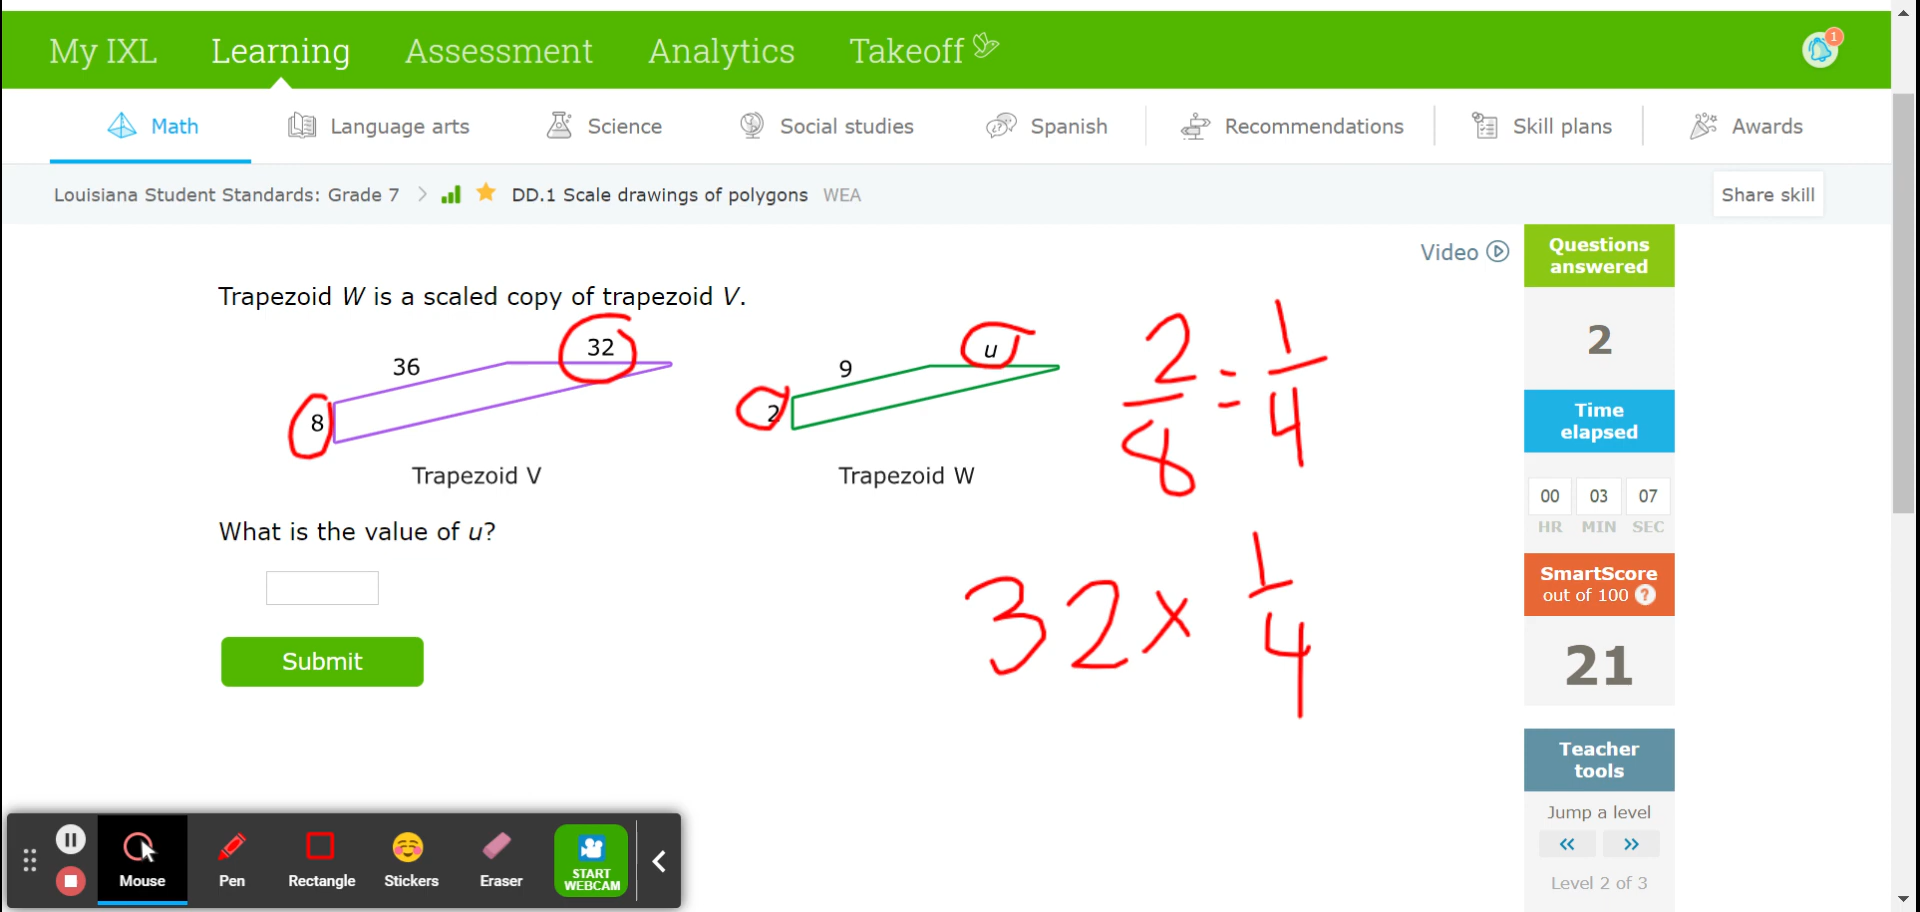 My IXL Learning Assessment Analytics Takeoff 1
Math Language arts Science Social studies Spanish Recommendations Skill plans Awards
Louisiana Student Standards: Grade 7 > DD.1 Scale drawings of polygons WEA
Share skill
Video
Questions answered
2
Time elapsed
00 03 07
HR MIN SEC
SmartScore
out of 100 ?
21
Teacher tools
Jump a level
« »
Level 2 of 3
Trapezoid W is a scaled copy of trapezoid V.
36 32
8
Trapezoid V
9 u
2
Trapezoid W
2/8 = 1/4
What is the value of u?
32 x 1/4
Submit
Mouse Pen Rectangle Stickers Eraser START WEBCAM